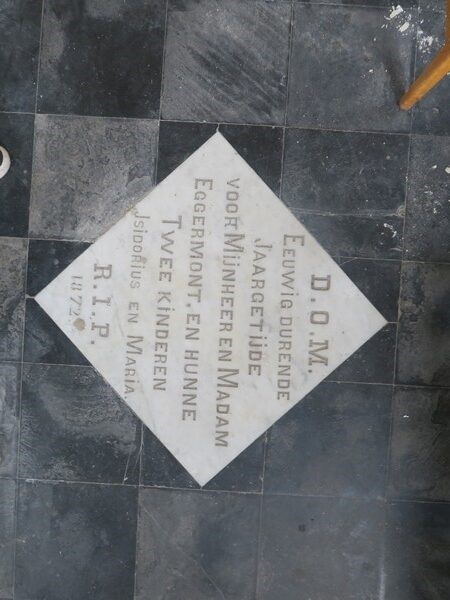 D.O.M.
EEUWIG DURENDE
JAARGETIJDE
VOOR MIJNHEER EN MADAM
EGGERMONT, EN HUNNE
TWEE KINDEREN
ISIDORIUS EN MARIA
R.I.P.
1872